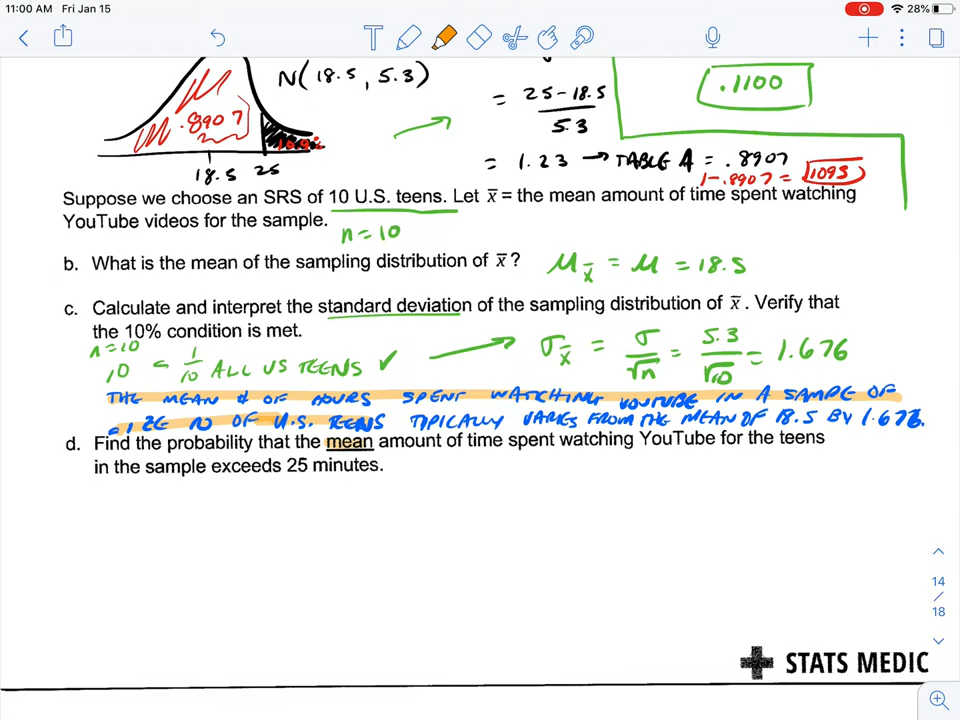 11:00 AM Fri Jan 15
28%
N(18.5, 5.3)
= 25-18.5
5.3
.1100
.8907
18.5 25
= 1.23 → TABLE A = .8907
1-.8907 = 1093
Suppose we choose an SRS of 10 U.S. teens. Let x̄ = the mean amount of time spent watching
YouTube videos for the sample.
n=10
b. What is the mean of the sampling distribution of x̄?
μx̄ = μ = 18.5
c. Calculate and interpret the standard deviation of the sampling distribution of x̄. Verify that
the 10% condition is met.
n=10
10 < 1/10 ALL US TEENS ✓
σx̄ = σ/√n = 5.3/√10 = 1.676
THE MEAN # OF HOURS SPENT WATCHING YOUTUBE IN A SAMPLE OF
SIZE 10 OF U.S. TEENS TYPICALLY VARIES FROM THE MEAN OF 18.5 BY 1.676.
d. Find the probability that the mean amount of time spent watching YouTube for the teens
in the sample exceeds 25 minutes.
14
/
18
STATS MEDIC